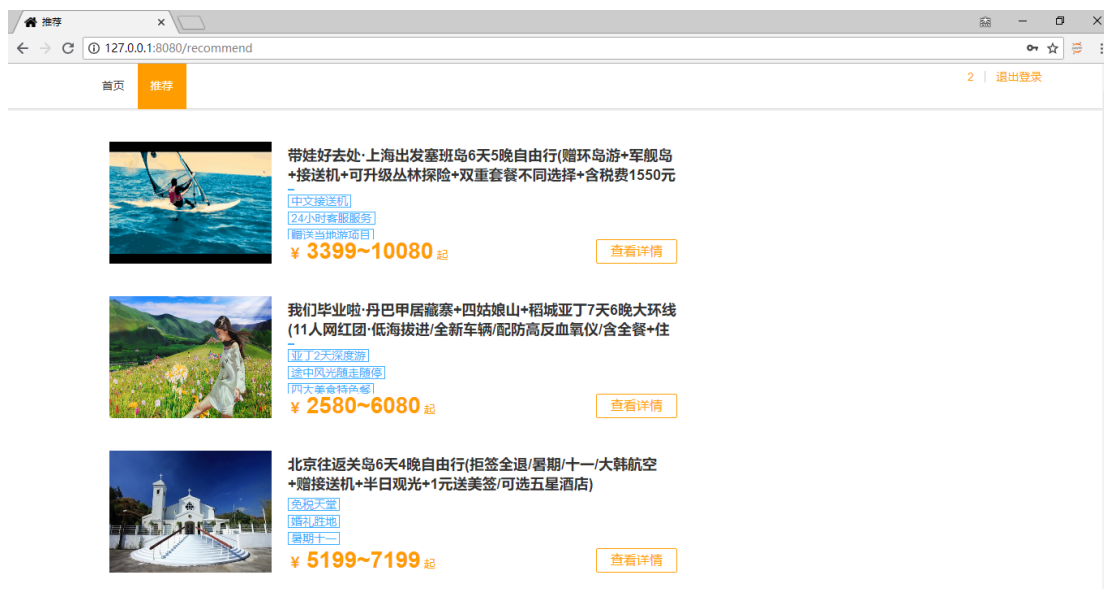 推荐
127.0.0.1:8080/recommend
首页 推荐 2 | 退出登录
带娃好去处·上海出发塞班岛6天5晚自由行(赠环岛游+军舰岛
+接送机+可升级丛林探险+双重套餐不同选择+含税费1550元
中文接送机
24小时客服服务
赠送当地游项目
¥ 3399~10080 起 查看详情
我们毕业啦·丹巴甲居藏寨+四姑娘山+稻城亚丁7天6晚大环线
(11人网红团·低海拔进/全新车辆/配防高反血氧仪/含全餐+住
亚丁2天深度游
途中风光随走随停
四大美食特色餐
¥ 2580~6080 起 查看详情
北京往返关岛6天4晚自由行(拒签全退/暑期/十一/大韩航空
+赠接送机+半日观光+1元送美签/可选五星酒店)
免税天堂
婚礼胜地
暑期十一
¥ 5199~7199 起 查看详情